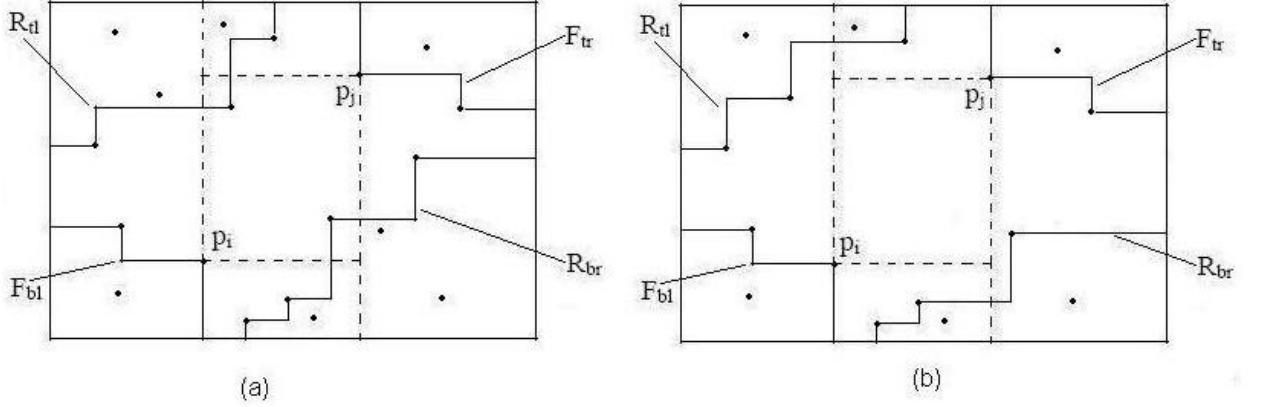 R_tl
F_tr
p_j
p_i
F_bl
R_br
(a)
R_tl
F_tr
p_j
p_i
F_bl
R_br
(b)